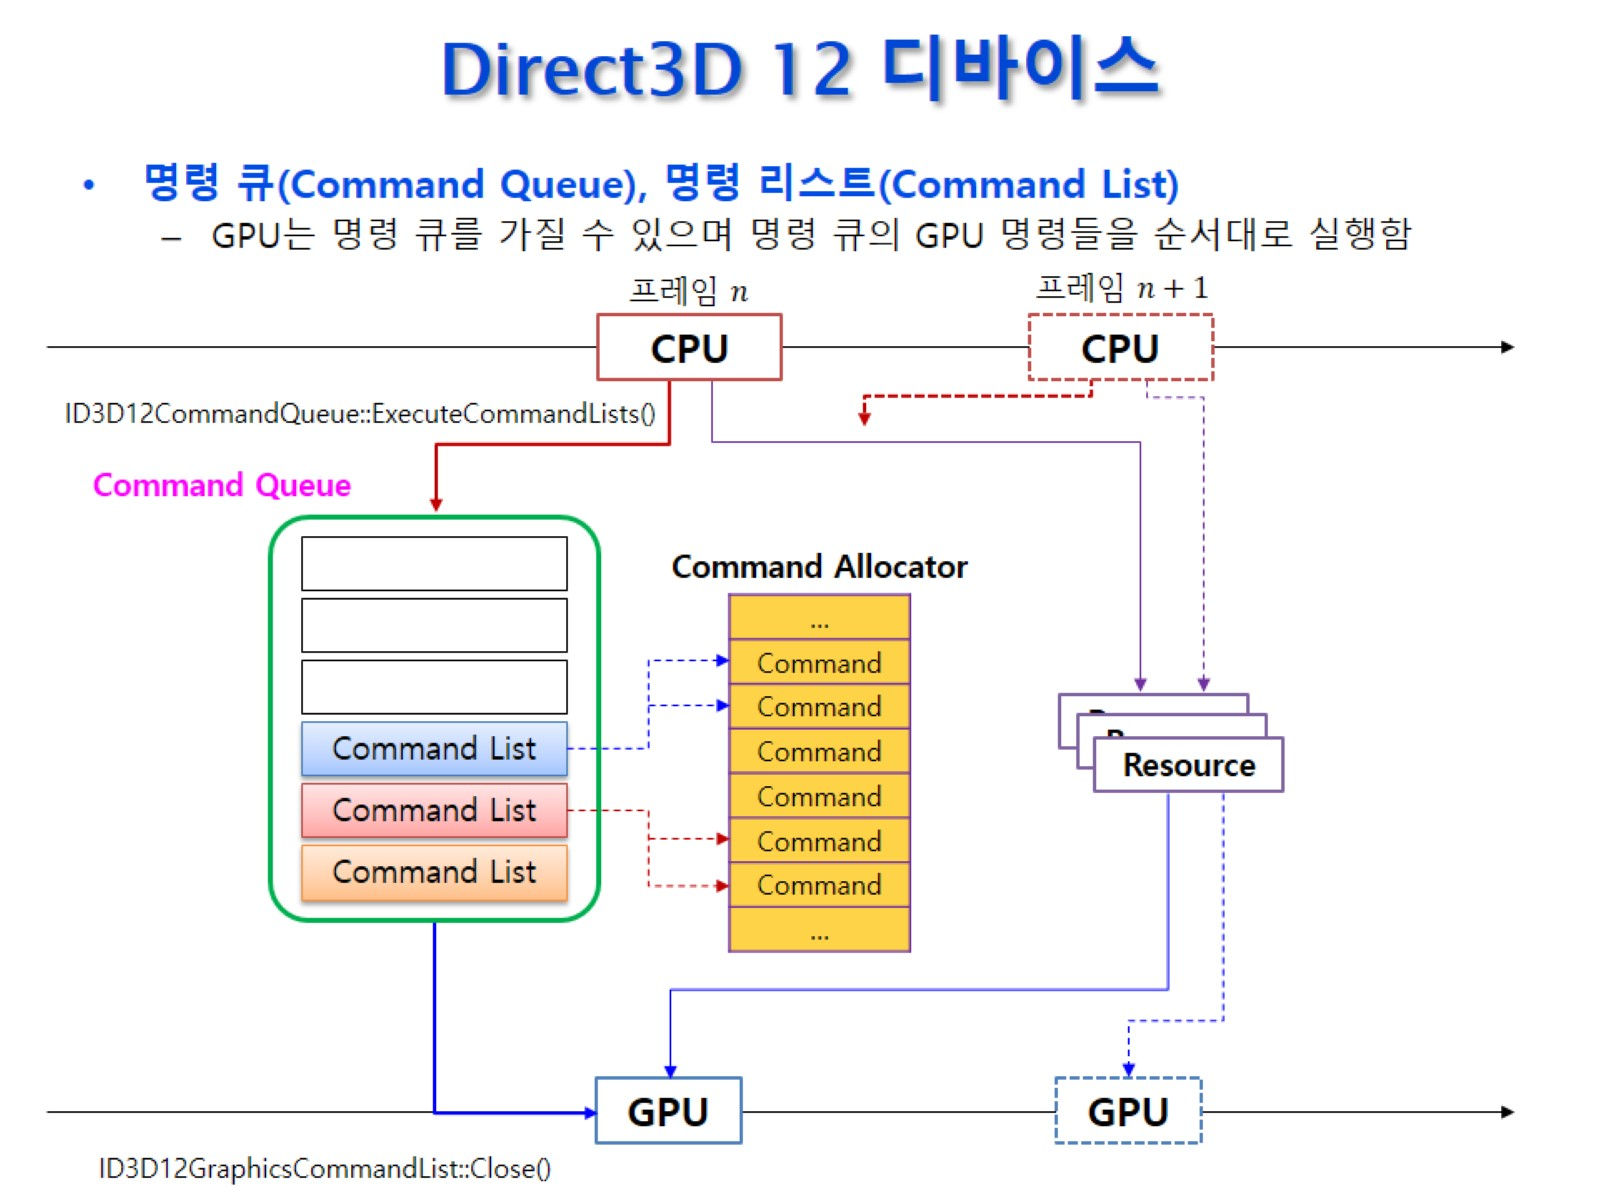 Direct3D 12 디바이스
• 명령 큐(Command Queue), 명령 리스트(Command List)
– GPU는 명령 큐를 가질 수 있으며 명령 큐의 GPU 명령들을 순서대로 실행함
프레임 n
프레임 n + 1
CPU
CPU
ID3D12CommandQueue::ExecuteCommandLists()
Command Queue
Command List
Command List
Command List
Command Allocator
...
Command
Command
Command
Command
Command
Command
...
Resource
GPU
GPU
ID3D12GraphicsCommandList::Close()